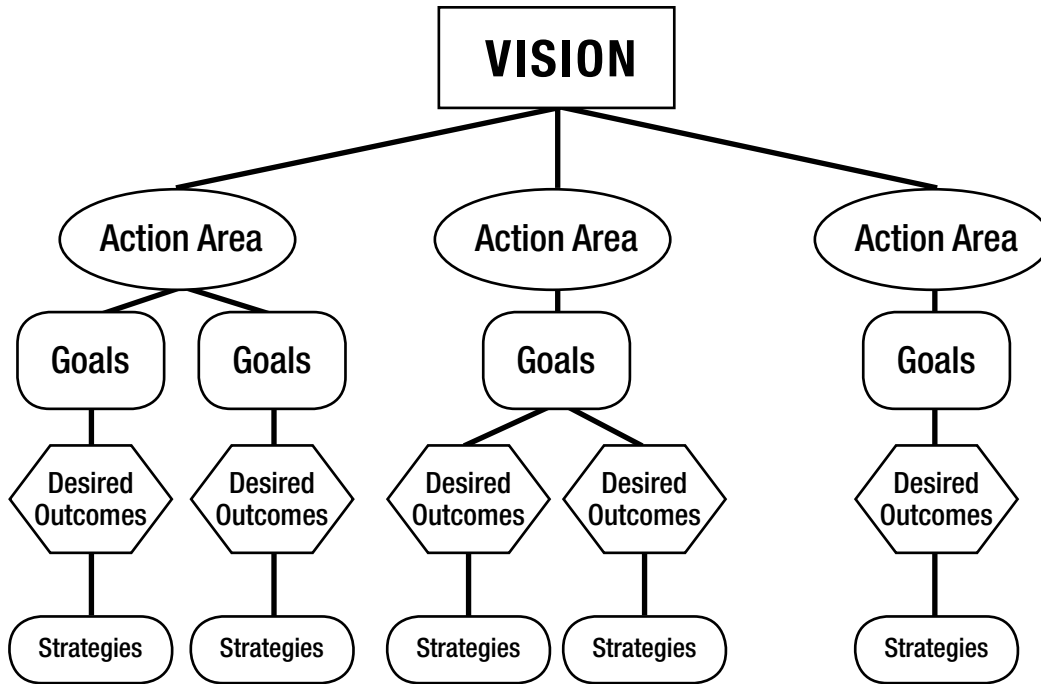 VISION
Action Area
Action Area
Action Area
Goals
Goals
Goals
Goals
Desired
Outcomes
Desired
Outcomes
Desired
Outcomes
Desired
Outcomes
Desired
Outcomes
Strategies
Strategies
Strategies
Strategies
Strategies